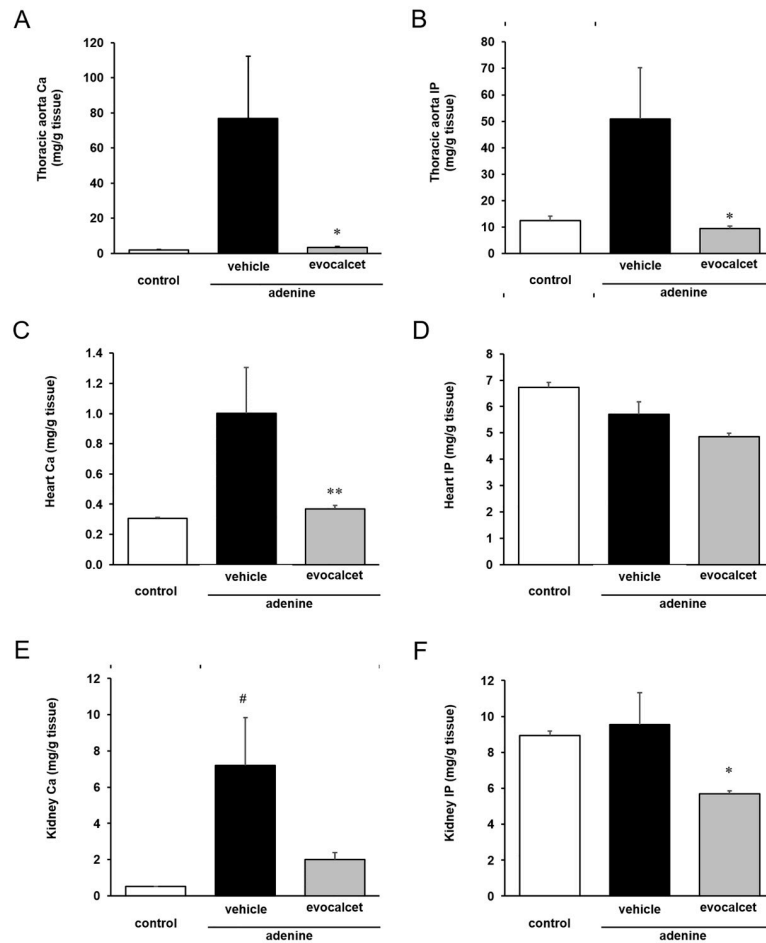 A
Thoracic aorta Ca
(mg/g tissue)
120
100
80
60
40
20
0
*
control
vehicle
evocalcet
adenine
B
Thoracic aorta IP
(mg/g tissue)
80
70
60
50
40
30
20
10
0
*
control
vehicle
evocalcet
adenine
C
Heart Ca (mg/g tissue)
1.4
1.2
1.0
0.8
0.6
0.4
0.2
0.0
**
control
vehicle
evocalcet
adenine
D
Heart IP (mg/g tissue)
8
7
6
5
4
3
2
1
0
control
vehicle
evocalcet
adenine
E
Kidney Ca (mg/g tissue)
12
10
8
6
4
2
0
#
control
vehicle
evocalcet
adenine
F
Kidney IP (mg/g tissue)
12
10
8
6
4
2
0
*
control
vehicle
evocalcet
adenine